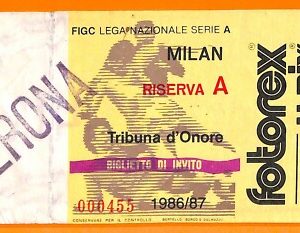 FIGC LEGA NAZIONALE SERIE A
MILAN
RISERVA A
Tribuna d'Onore
BIGLIETTO DI INVITO
000455 1986/87
CONSERVARE PER IL CONTROLLO
ERONA
fotorex